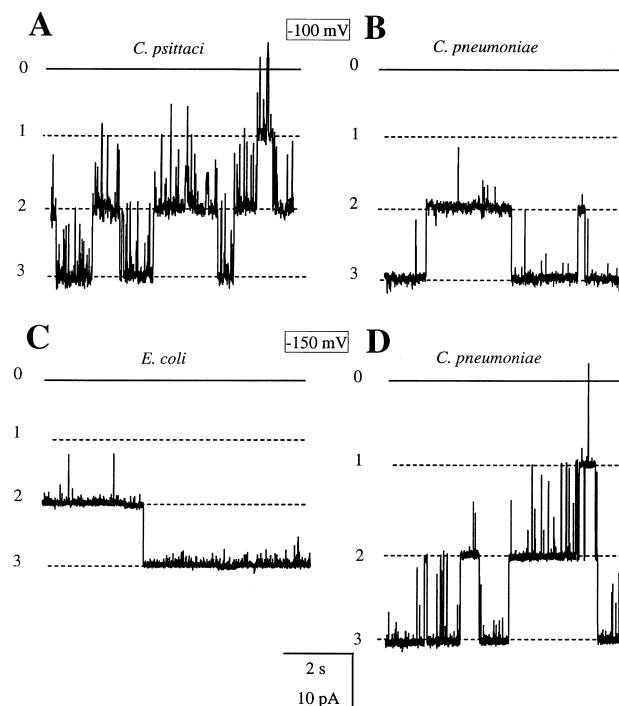 A
-100 mV
B
C. psittaci
C. pneumoniae
0
1
2
3
0
1
2
3
C
-150 mV
D
E. coli
C. pneumoniae
0
1
2
3
0
1
2
3
2 s
10 pA